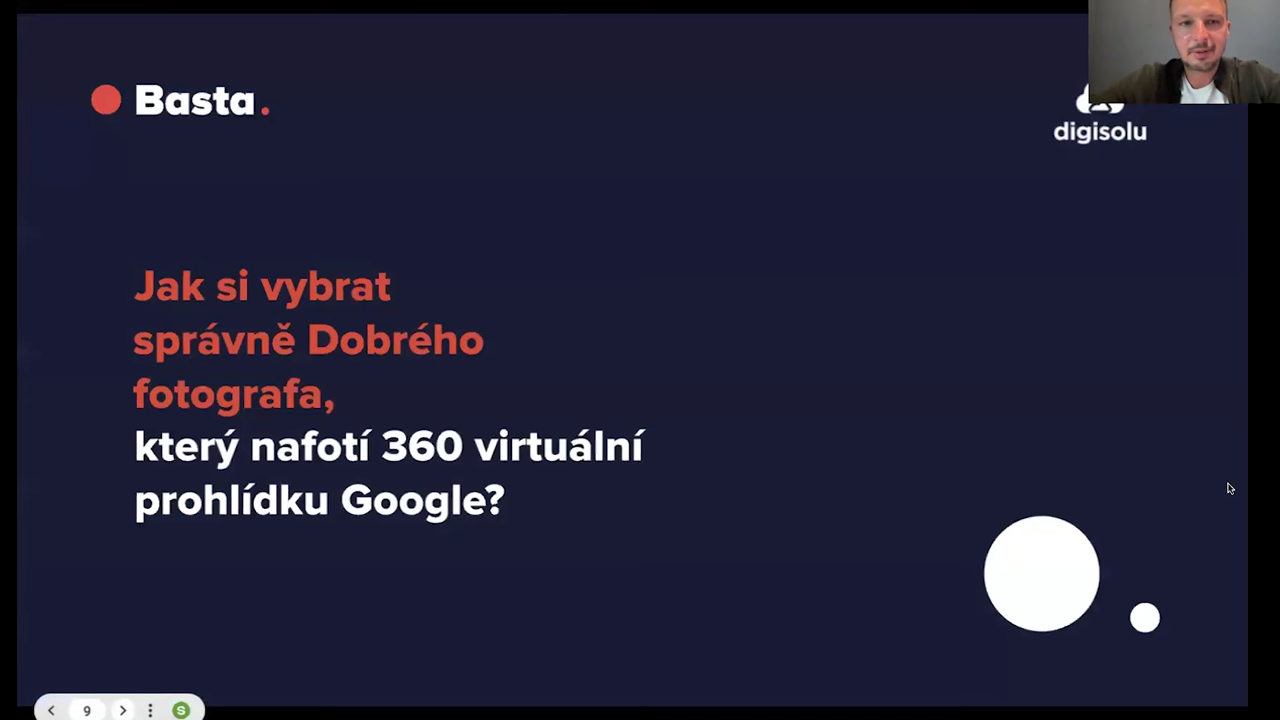 Basta.
digisolu
Jak si vybrat
správně Dobrého
fotografa,
který nafotí 360 virtuální
prohlídku Google?
9
S